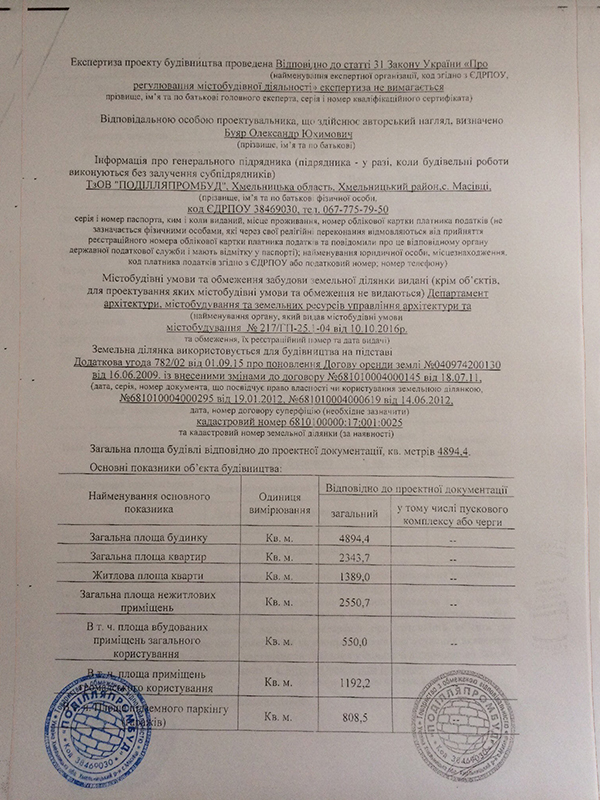 Експертиза проекту будівництва проведена Відповідно до статті 31 Закону України «Про
(найменування експертної організації, код згідно з ЄДРПОУ,
регулювання містобудівної діяльності» експертиза не вимагається
прізвище, ім'я та по батькові головного експерта, серія і номер кваліфікаційного сертифіката)
Відповідальною особою проектувальника, що здійснює авторський нагляд, визначено
Буяр Олександр Юхимович
(прізвище, ім'я та по батькові)
Інформація про генерального підрядника (підрядника - у разі, коли будівельні роботи
виконуються без залучення субпідрядників)
ТзОВ "ПОДІЛЛЯПРОМБУД", Хмельницька область, Хмельницький район,с. Масівці,
(прізвище, ім'я та по батькові фізичної особи,
код ЄДРПОУ 38469030, тел. 067-775-79-50
серія і номер паспорта, ким і коли виданий, місце проживання, номер облікової картки платника податків (не
зазначається фізичними особами, які через свої релігійні переконання відмовляються від прийняття
реєстраційного номера облікової картки платника податків та повідомили про це відповідному органу
державної податкової служби і мають відмітку у паспорті); найменування юридичної особи, місцезнаходження,
код платника податків згідно з ЄДРПОУ або податковий номер; номер телефону)
Містобудівні умови та обмеження забудови земельної ділянки видані (крім об'єктів,
для проектування яких містобудівні умови та обмеження не видаються) Департамент
архітектури, містобудування та земельних ресурсів управління архітектури та
(найменування органу, який видав містобудівні умови
містобудування № 217/ГП-25.1-04 від 10.10.2016р.
та обмеження, їх реєстраційний номер та дата видачі)
Земельна ділянка використовується для будівництва на підставі
Додаткова угода 782/02 від 01.09.15 про поновлення Догову оренди землі №040974200130
від 16.06.2009. із внесеними змінами до договору №681010004000145 від 18.07.11,
(дата, серія, номер документа, що посвідчує право власності чи користування земельною ділянкою,
№681010004000295 від 19.01.2012, №681010004000619 від 14.06.2012,
дата, номер договору суперфіцію (необхідне зазначити)
кадастровий номер 6810100000:17:001:0025
та кадастровий номер земельної ділянки (за наявності)
Загальна площа будівлі відповідно до проектної документації, кв. метрів 4894,4.
Основні показники об'єкта будівництва:
Найменування основного показника
Одиниця вимірювання
Відповідно до проектної документації
загальний
у тому числі пускового комплексу або черги
Загальна площа будинку Кв. м. 4894,4 --
Загальна площа квартир Кв. м. 2343,7 --
Житлова площа кварти Кв. м. 1389,0 --
Загальна площа нежитлових приміщень Кв. м. 2550,7 --
В т. ч. площа вбудованих приміщень загального користування Кв. м. 550,0 --
В т. ч. площа приміщень користування Кв. м. 1192,2 --
паркінгу Кв. м. 808,5 --
ПОДІЛЛЯПРОМБУД
Код 38469030
ПОДІЛЛЯПРОМБУД
Код 38469030